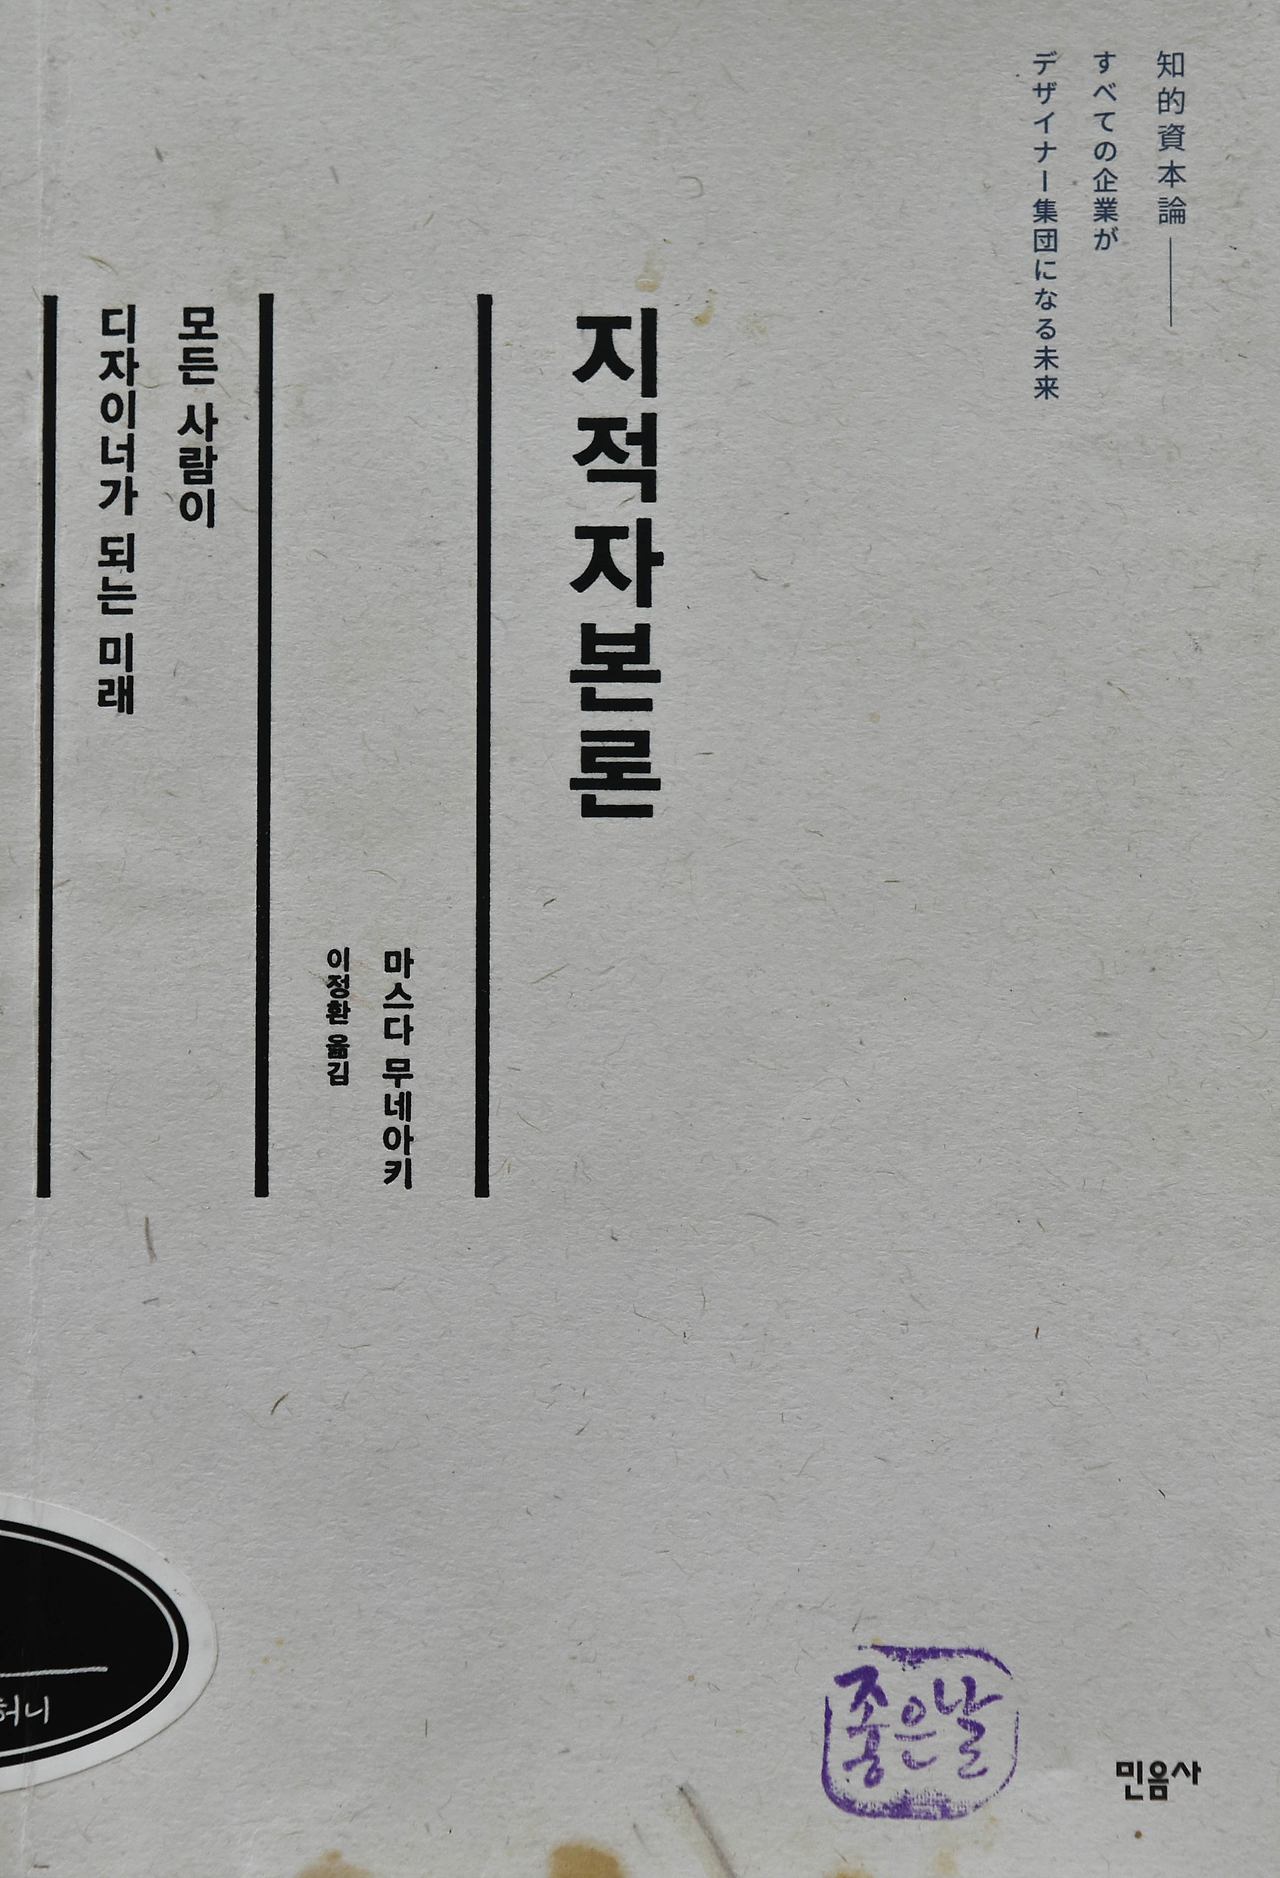 知的資本論――
すべての企業が
デザイナー集団になる未来
지적자본론
마스다 무네아키
이정환 옮김
모든 사람이
디자이너가 되는 미래
허니
좋은날
민음사